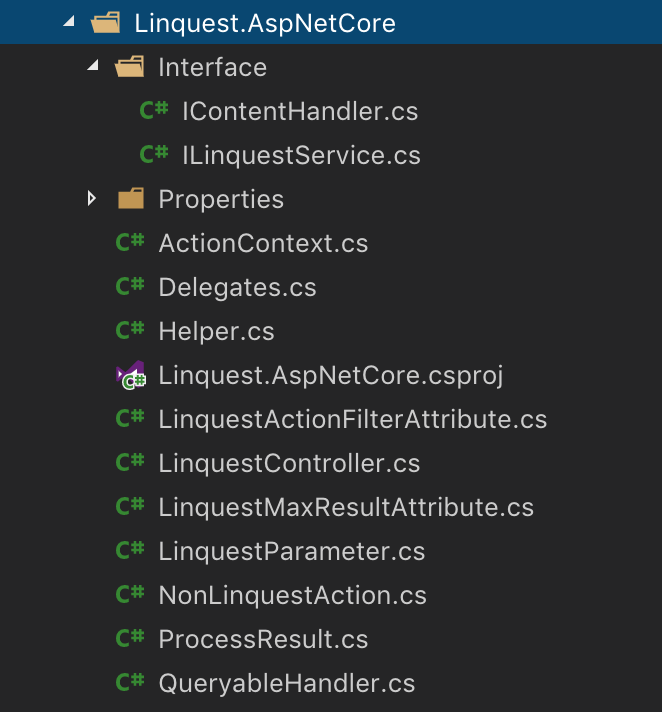 Linquest.AspNetCore
Interface
C# IContentHandler.cs
C# ILinquestService.cs
Properties
C# ActionContext.cs
C# Delegates.cs
C# Helper.cs
C# Linquest.AspNetCore.csproj
C# LinquestActionFilterAttribute.cs
C# LinquestController.cs
C# LinquestMaxResultAttribute.cs
C# LinquestParameter.cs
C# NonLinquestAction.cs
C# ProcessResult.cs
C# QueryableHandler.cs